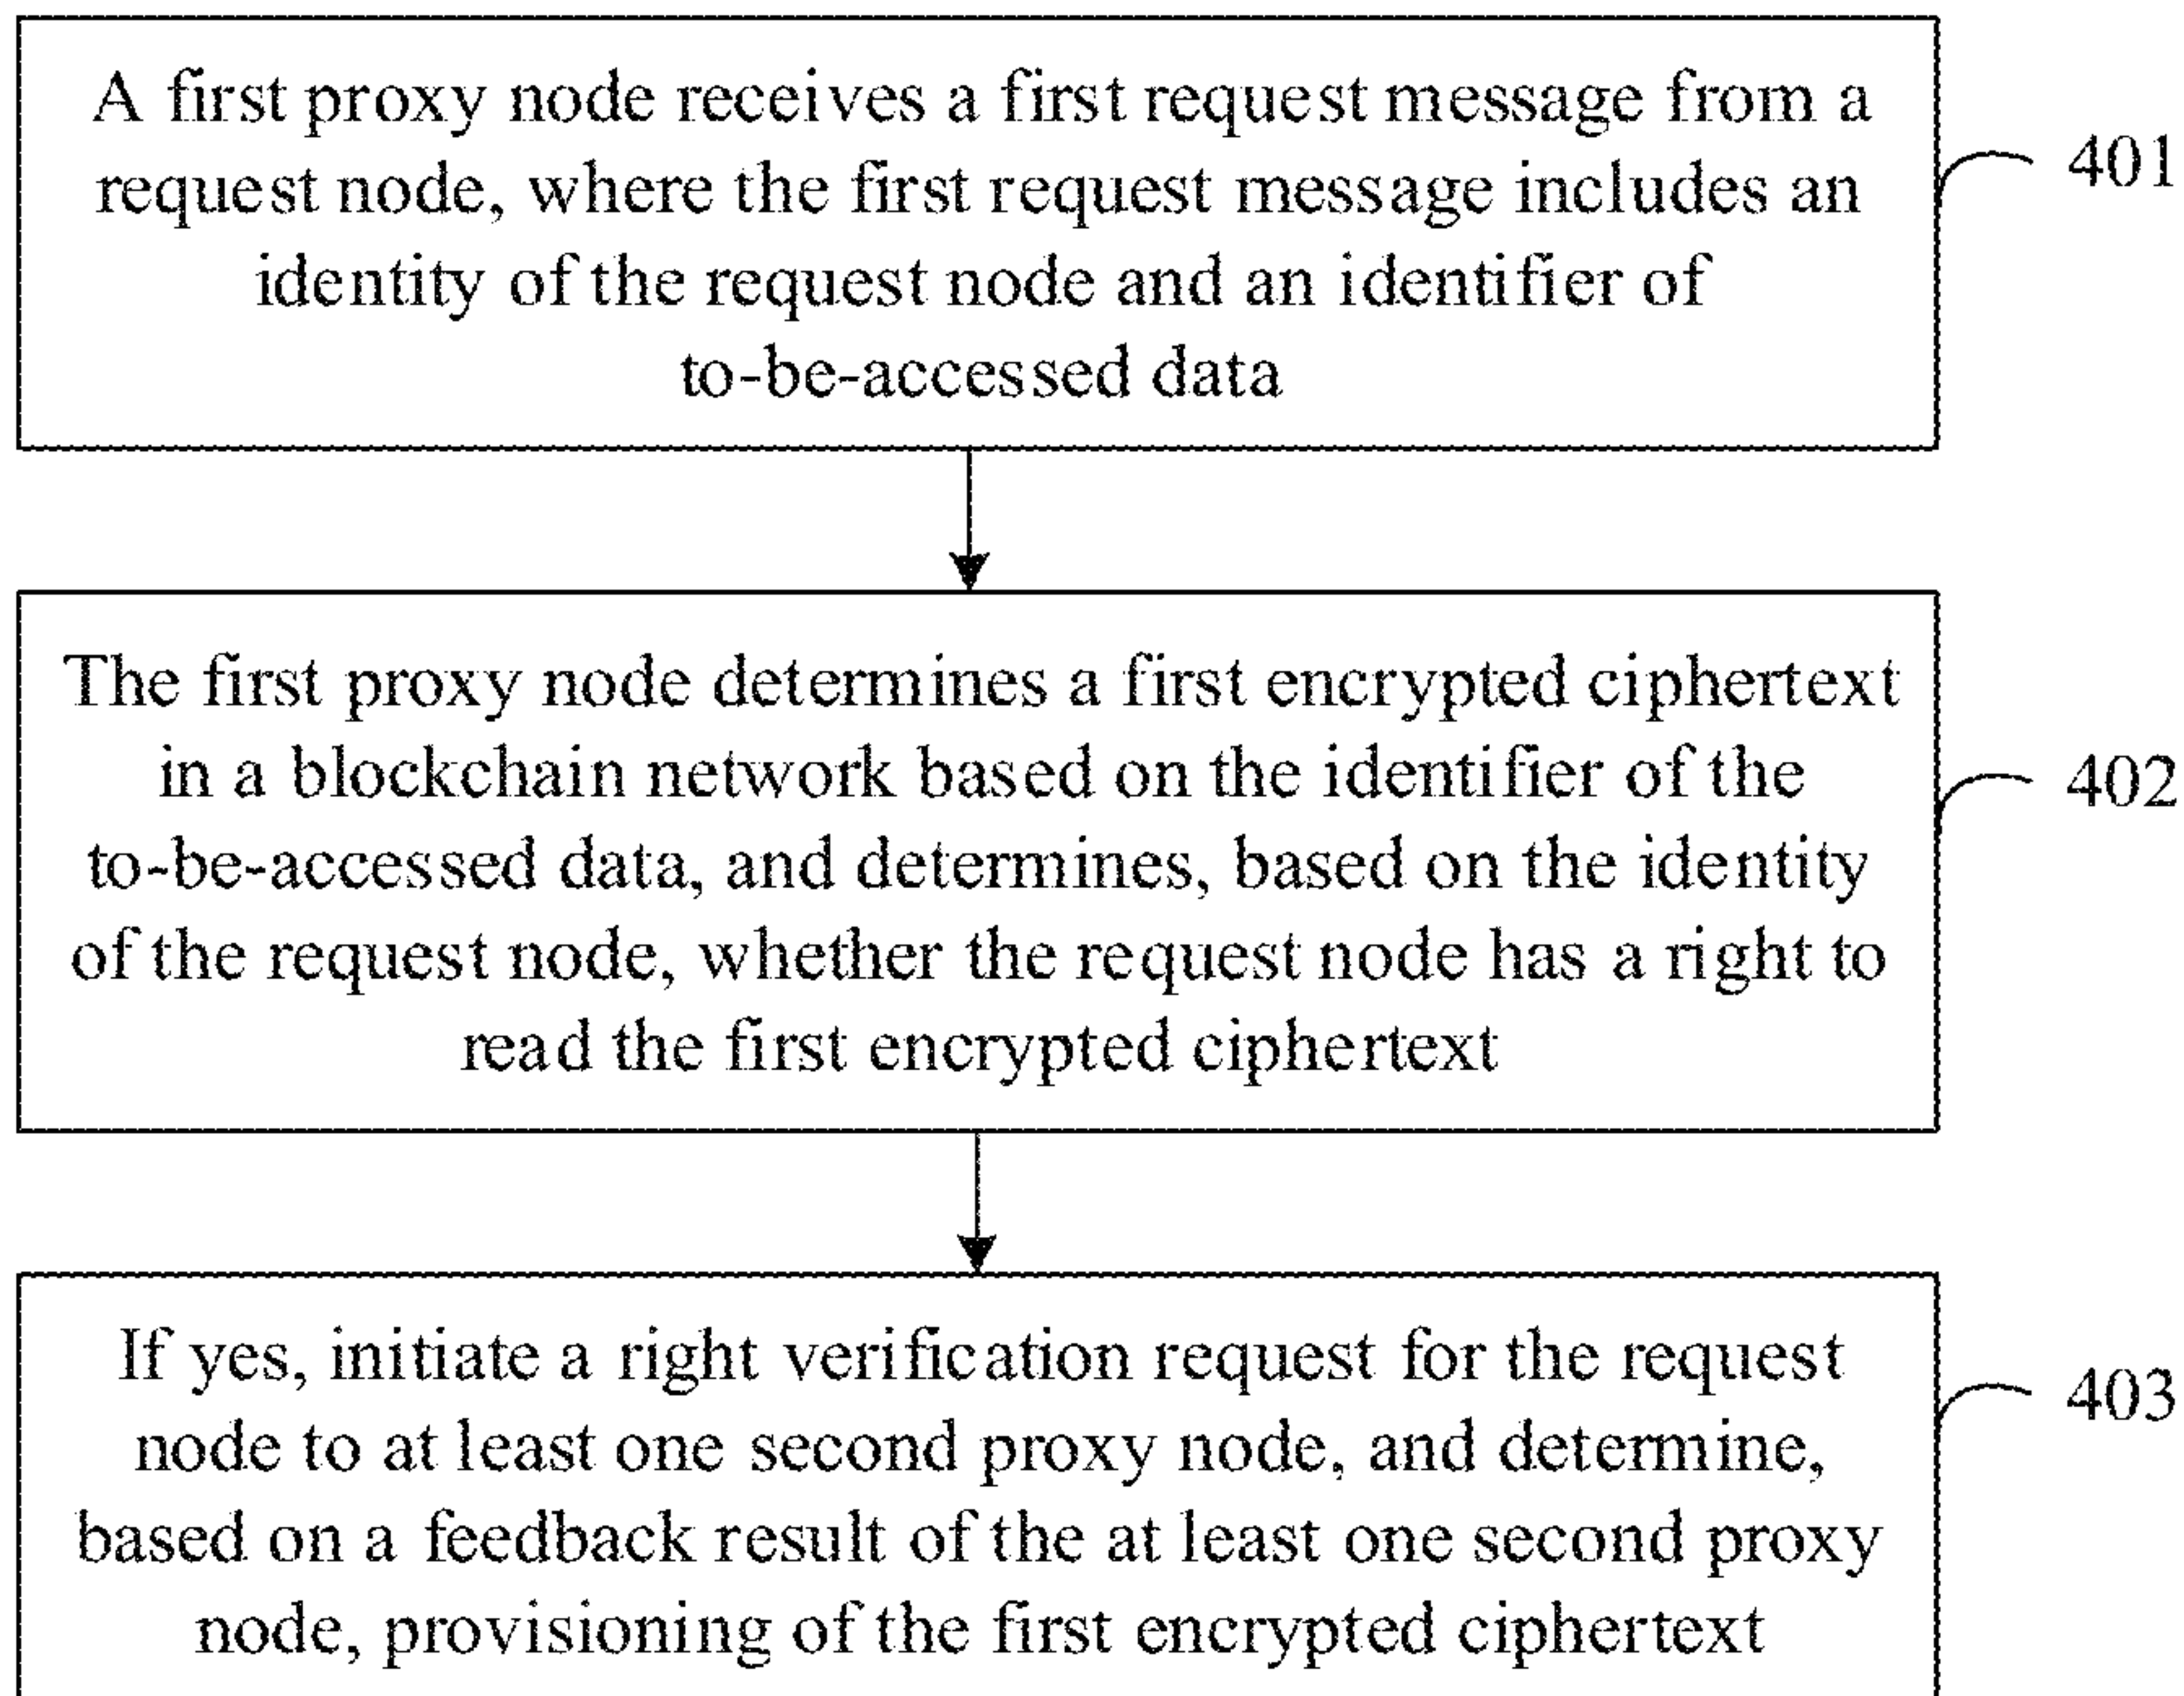 A first proxy node receives a first request message from a
request node, where the first request message includes an
identity of the request node and an identifier of
to-be-accessed data
401
The first proxy node determines a first encrypted ciphertext
in a blockchain network based on the identifier of the
to-be-accessed data, and determines, based on the identity
of the request node, whether the request node has a right to
read the first encrypted ciphertext
402
If yes, initiate a right verification request for the request
node to at least one second proxy node, and determine,
based on a feedback result of the at least one second proxy
node, provisioning of the first encrypted ciphertext
403